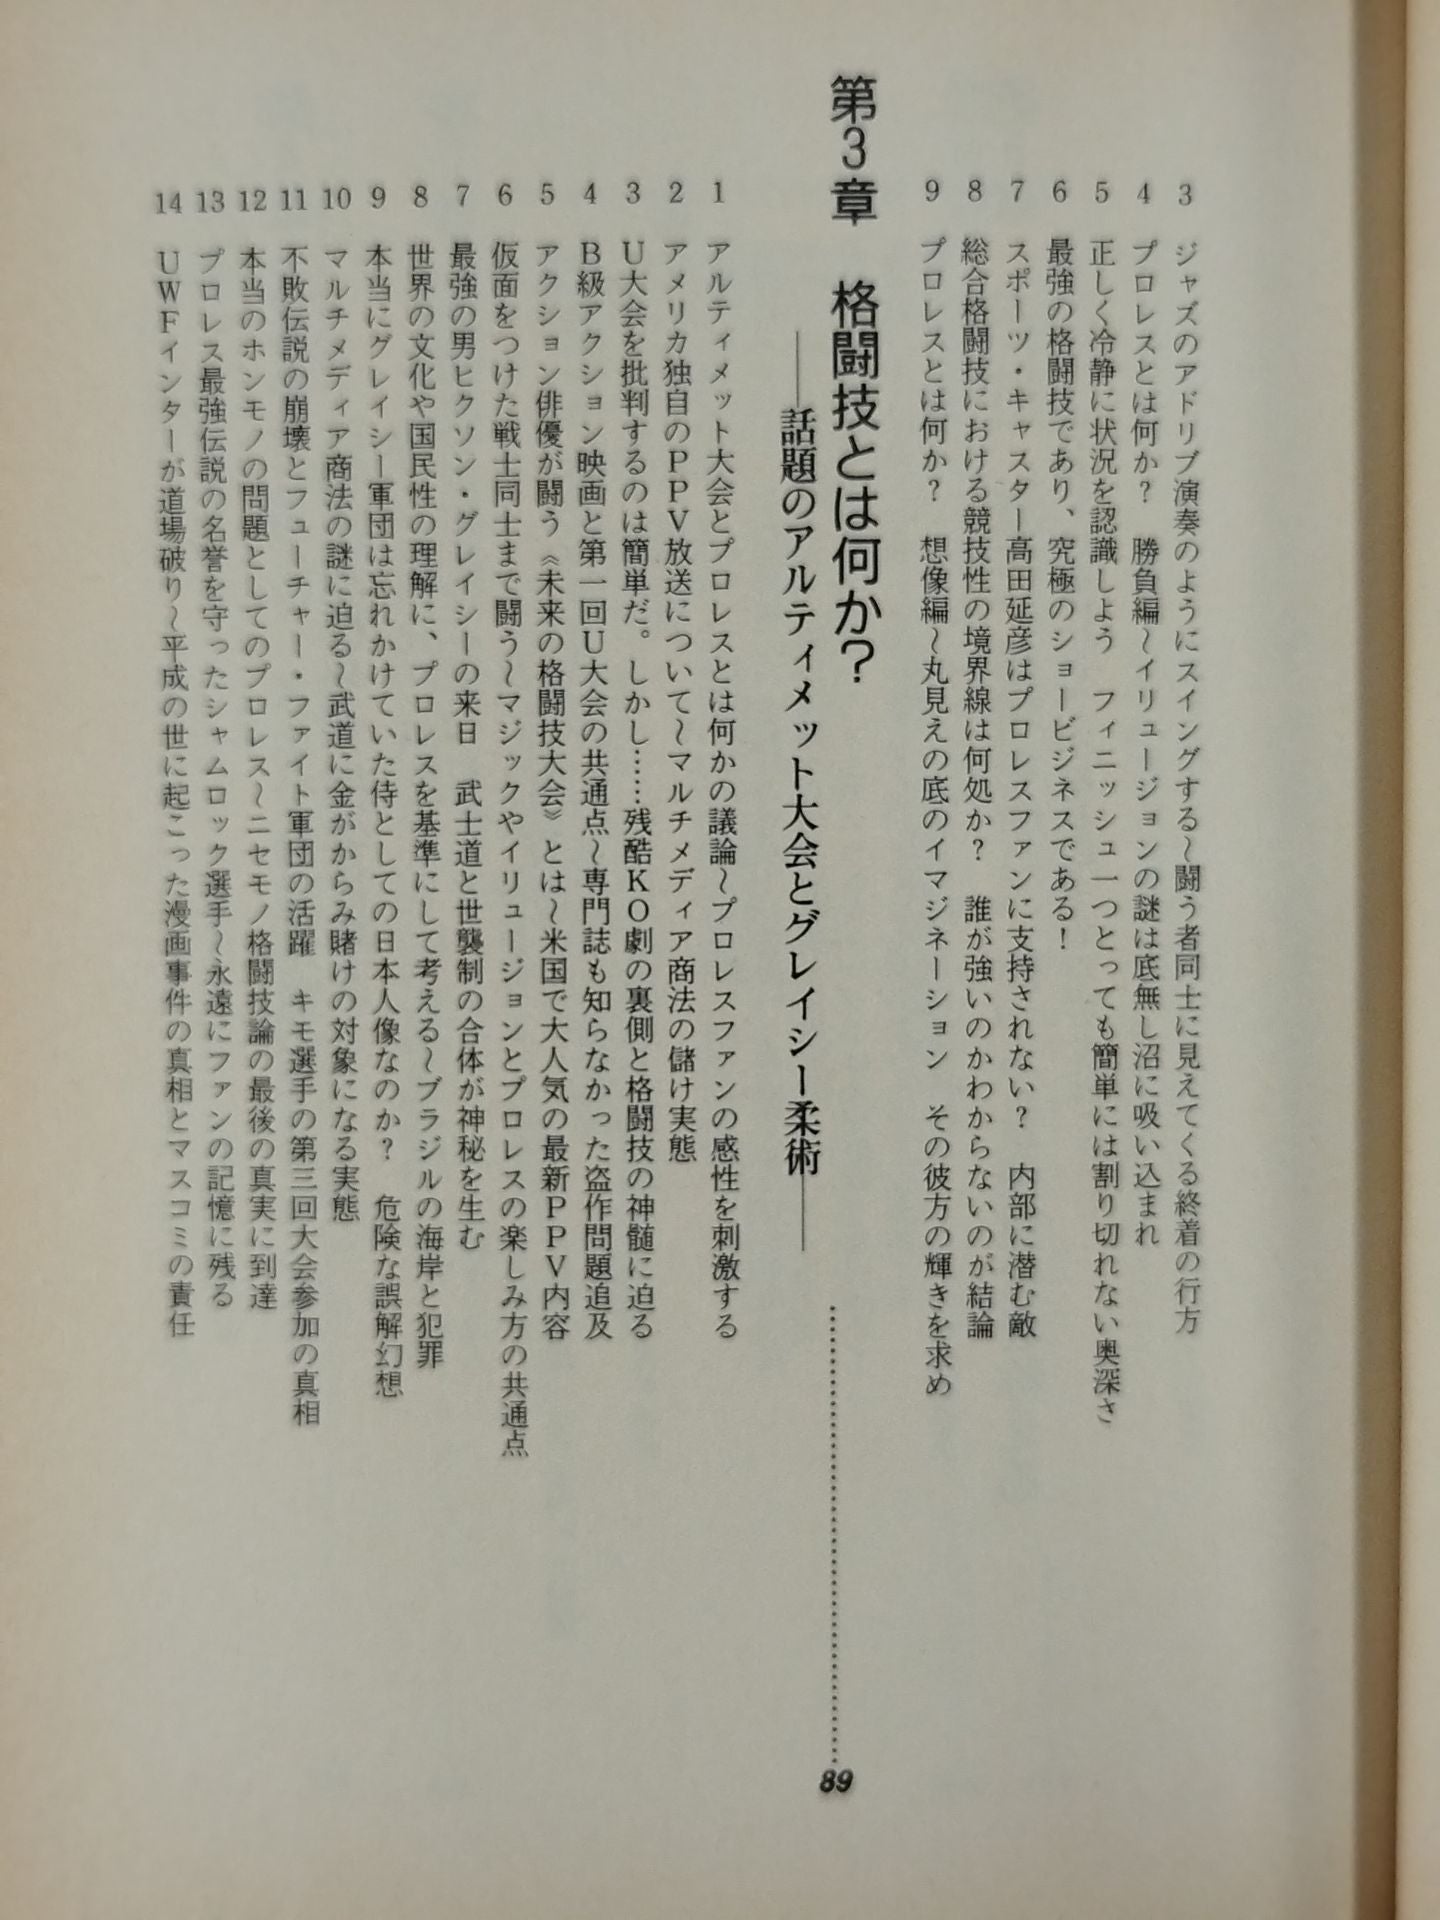 3 ジャズのアドリブ演奏のようにスイングする〜闘う者同士に見えてくる終着の行方
4 プロレスとは何か？ 勝負編〜イリュージョンの謎は底無し沼に吸い込まれ
5 正しく冷静に状況を認識しよう フィニッシュ一つとっても簡単には割り切れない奥深さ
6 最強の格闘技であり、究極のショービジネスである！
7 スポーツ・キャスター高田延彦はプロレスファンに支持されない？ 内部に潜む敵
8 総合格闘技における競技性の境界線は何処か？ 誰が強いのかわからないのが結論
9 プロレスとは何か？ 想像編〜丸見えの底のイマジネーション その彼方の輝きを求め
第3章 格闘技とは何か？ ……………… 89
――話題のアルティメット大会とグレイシー柔術――
1 アルティメット大会とプロレスとは何かの議論〜プロレスファンの感性を刺激する
2 アメリカ独自のPPV放送について〜マルチメディア商法の儲け実態
3 U大会を批判するのは簡単だ。しかし……残酷KO劇の裏側と格闘技の神髄に迫る
4 B級アクション映画と第一回U大会の共通点〜専門誌も知らなかった盗作問題追及
5 アクション俳優が闘う《未来の格闘技大会》とは〜米国で大人気の最新PPV内容
6 仮面をつけた戦士同士まで闘う〜マジックやイリュージョンとプロレスの楽しみ方の共通点
7 最強の男ヒクソン・グレイシーの来日 武士道と世襲制の合体が神秘を生む
8 世界の文化や国民性の理解に、プロレスを基準にして考える〜ブラジルの海岸と犯罪
9 本当にグレイシー軍団は忘れかけていた侍としての日本人像なのか？ 危険な誤解幻想
10 マルチメディア商法の謎に迫る〜武道に金がからみ賭けの対象になる実態
11 不敗伝説の崩壊とフューチャー・ファイト軍団の活躍 キモ選手の第三回大会参加の真相
12 本当のホンモノの問題としてのプロレス〜ニセモノ格闘技論の最後の真実に到達
13 プロレス最強伝説の名誉を守ったシャムロック選手〜永遠にファンの記憶に残る
14 UWFインターが道場破り〜平成の世に起こった漫画事件の真相とマスコミの責任